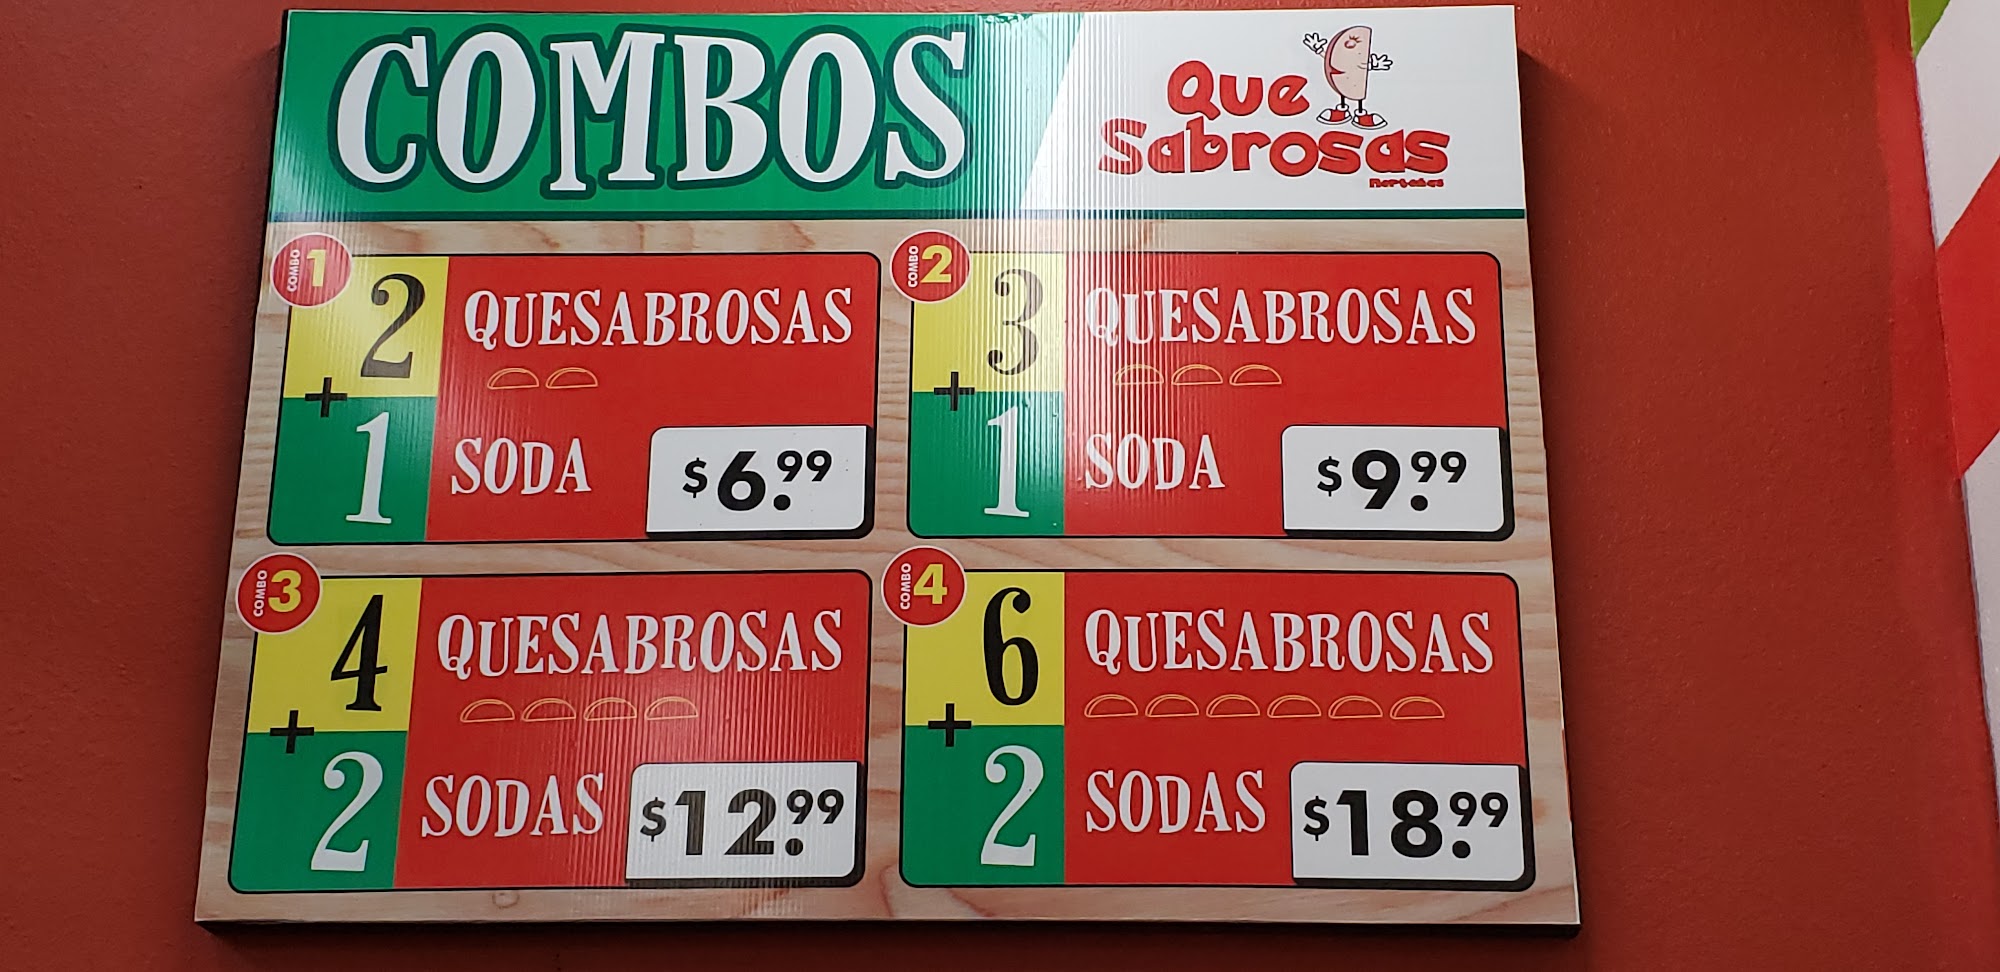 COMBOS
Que
Sabrosas
Norteñas
COMBO 1
2 QUESABROSAS
+
1 SODA $6.99
COMBO 2
3 QUESABROSAS
+
1 SODA $9.99
COMBO 3
4 QUESABROSAS
+
2 SODAS $12.99
COMBO 4
6 QUESABROSAS
+
2 SODAS $18.99